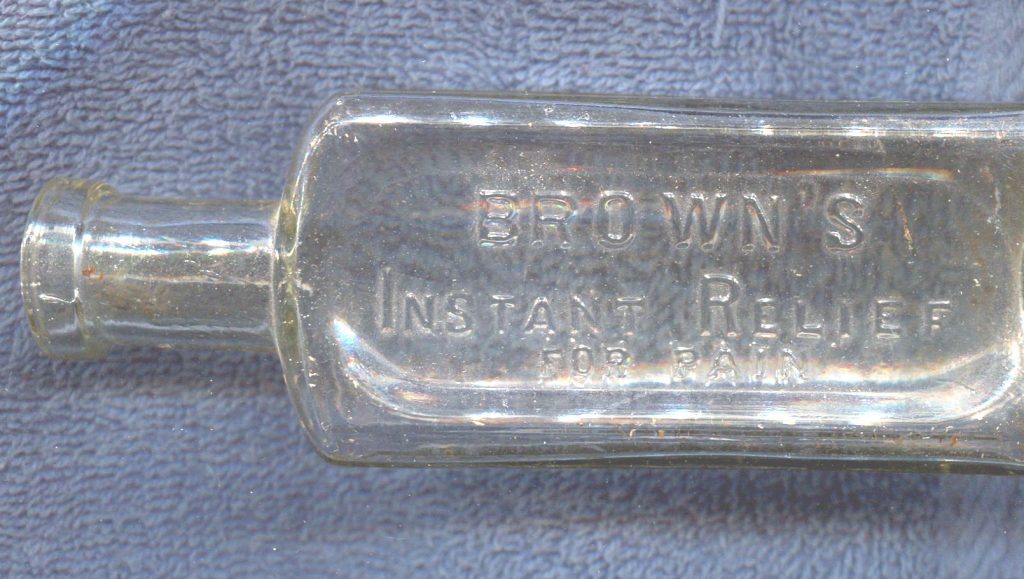 BROWN'S
INSTANT RELIEF
FOR PAIN